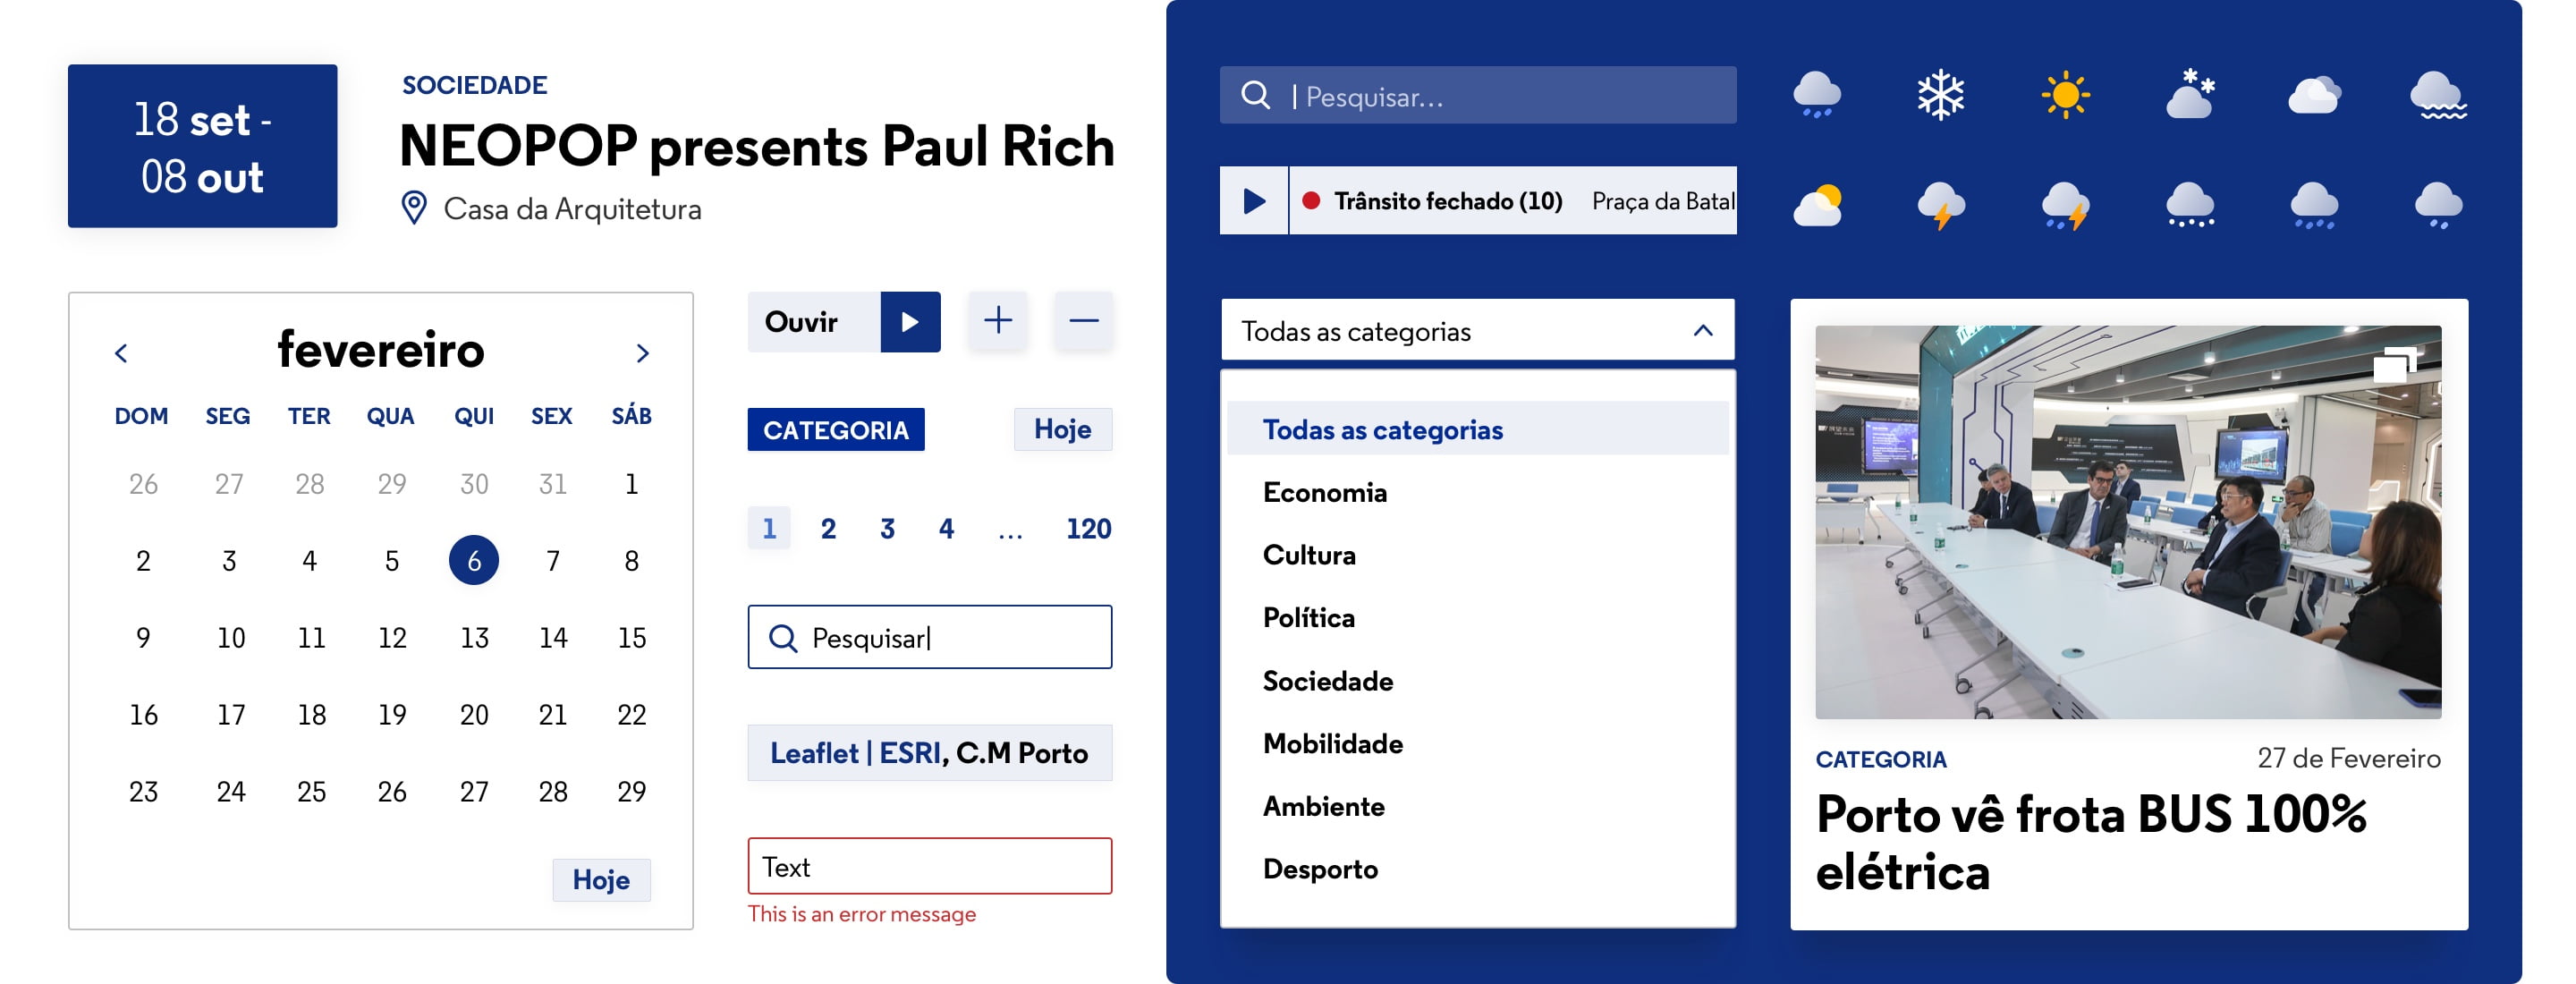 18 set -
08 out
SOCIEDADE
NEOPOP presents Paul Rich
Casa da Arquitetura
fevereiro
DOM SEG TER QUA QUI SEX SÁB
26 27 28 29 30 31 1
2 3 4 5 6 7 8
9 10 11 12 13 14 15
16 17 18 19 20 21 22
23 24 25 26 27 28 29
Hoje
Ouvir
CATEGORIA
Hoje
1 2 3 4 ... 120
Pesquisar
Leaflet | ESRI, C.M Porto
Text
This is an error message
Pesquisar...
Trânsito fechado (10) Praça da Batal
Todas as categorias
Todas as categorias
Economia
Cultura
Política
Sociedade
Mobilidade
Ambiente
Desporto
CATEGORIA
27 de Fevereiro
Porto vê frota BUS 100%
elétrica